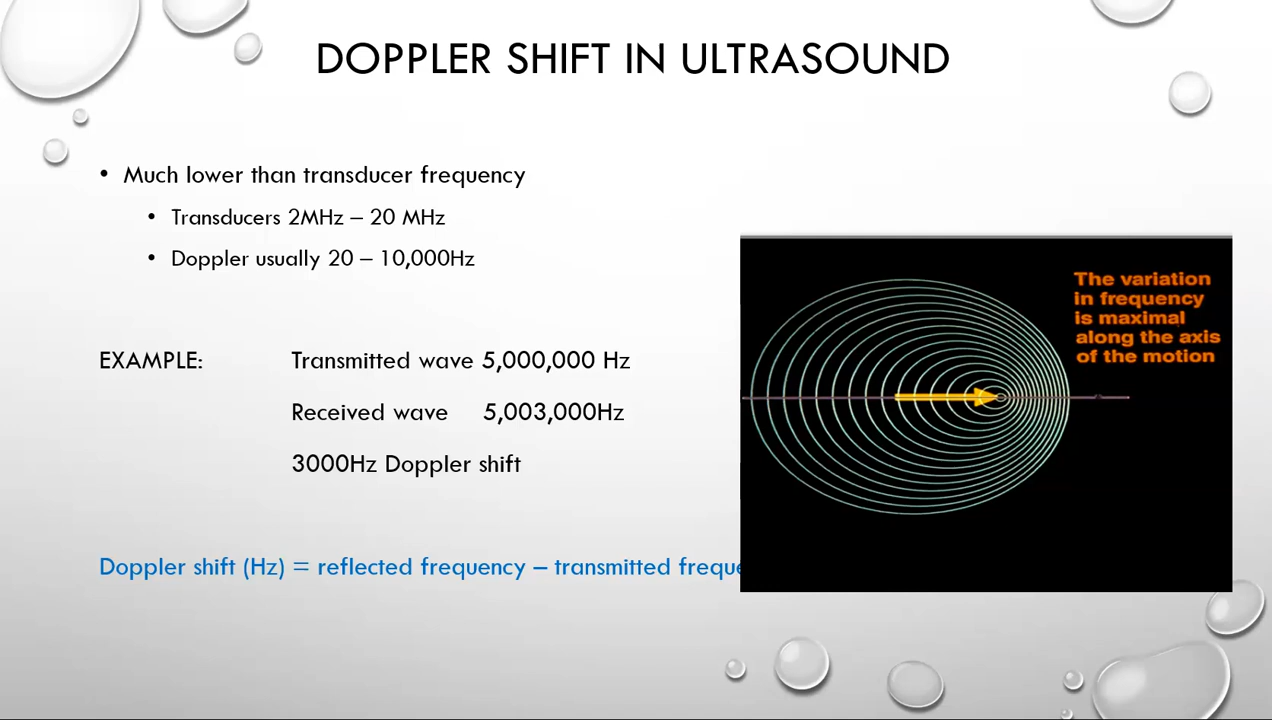 DOPPLER SHIFT IN ULTRASOUND
• Much lower than transducer frequency
• Transducers 2MHz – 20 MHz
• Doppler usually 20 – 10,000Hz
EXAMPLE: Transmitted wave 5,000,000 Hz
Received wave 5,003,000Hz
3000Hz Doppler shift
Doppler shift (Hz) = reflected frequency – transmitted
The variation
in frequency
is maximal
along the axis
of the motion